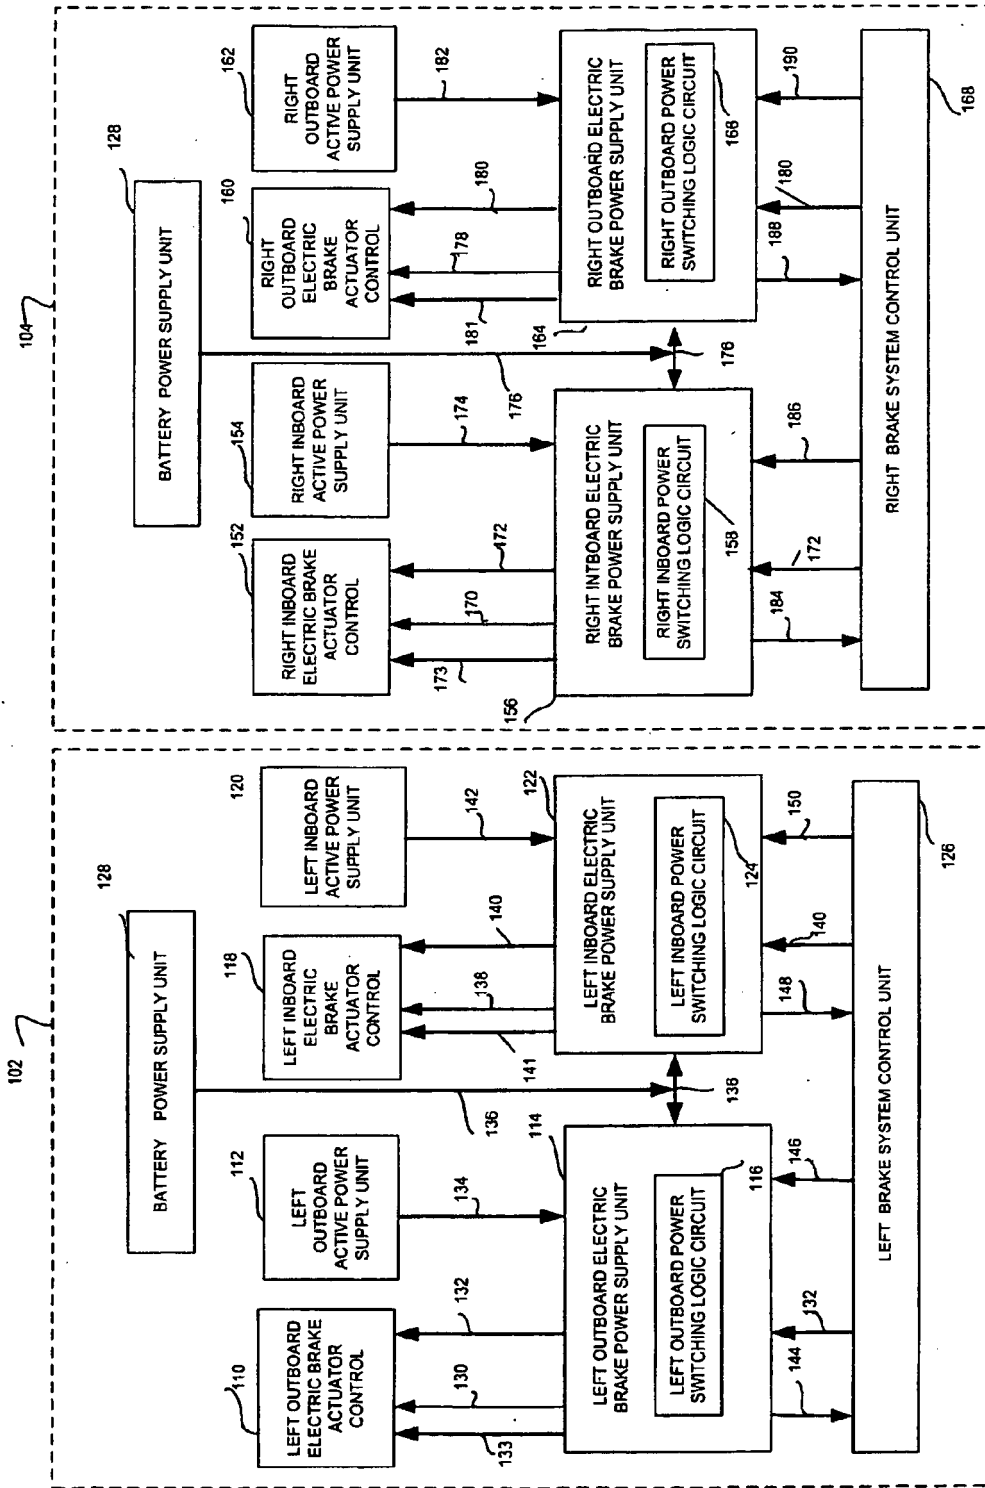 102
128
BATTERY POWER SUPPLY UNIT
110
LEFT OUTBOARD
ELECTRIC BRAKE
ACTUATOR
CONTROL
112
LEFT
OUTBOARD
ACTIVE POWER
SUPPLY UNIT
118
LEFT INBOARD
ELECTRIC
BRAKE
ACTUATOR
CONTROL
120
LEFT INBOARD
ACTIVE POWER
SUPPLY UNIT
133
130
132
134
136
141
138
140
142
114
LEFT OUTBOARD ELECTRIC
BRAKE POWER SUPPLY UNIT
LEFT OUTBOARD POWER
SWITCHING LOGIC CIRCUIT
116
136
122
LEFT INBOARD ELECTRIC
BRAKE POWER SUPPLY UNIT
LEFT INBOARD POWER
SWITCHING LOGIC CIRCUIT
124
144
132
146
148
140
150
LEFT BRAKE SYSTEM CONTROL UNIT
126
104
128
BATTERY POWER SUPPLY UNIT
152
RIGHT INBOARD
ELECTRIC BRAKE
ACTUATOR
CONTROL
154
RIGHT INBOARD
ACTIVE POWER
SUPPLY UNIT
160
RIGHT
OUTBOARD
ELECTRIC
BRAKE
ACTUATOR
CONTROL
162
RIGHT
OUTBOARD
ACTIVE POWER
SUPPLY UNIT
173
170
172
174
176
181
178
180
182
156
RIGHT INTBOARD ELECTRIC
BRAKE POWER SUPPLY UNIT
RIGHT INBOARD POWER
SWITCHING LOGIC CIRCUIT
158
176
164
RIGHT OUTBOARD ELECTRIC
BRAKE POWER SUPPLY UNIT
RIGHT OUTBOARD POWER
SWITCHING LOGIC CIRCUIT
166
184
172
186
188
180
190
RIGHT BRAKE SYSTEM CONTROL UNIT
168